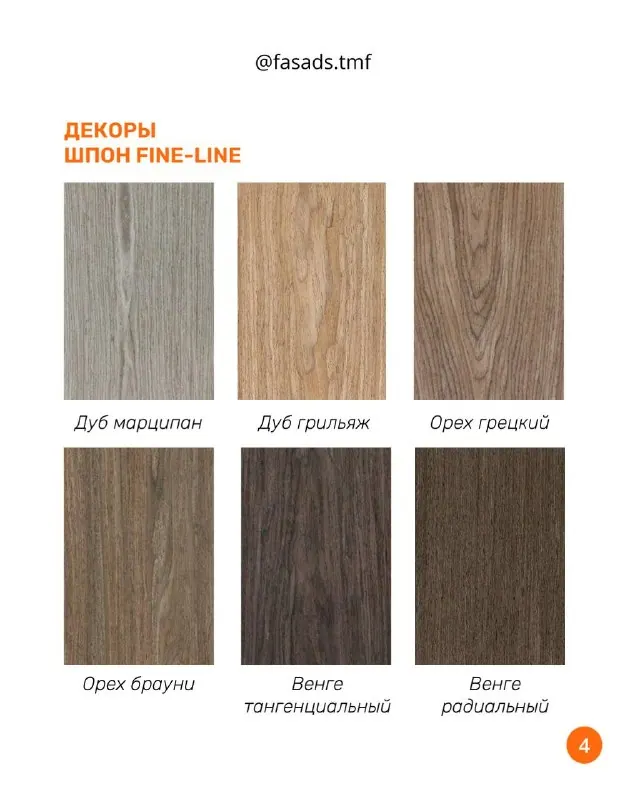 @fasads.tmf
ДЕКОРЫ
ШПОН FINE-LINE
Дуб марципан
Дуб грильяж
Орех грецкий
Орех брауни
Венге
тангенциальный
Венге
радиальный
4